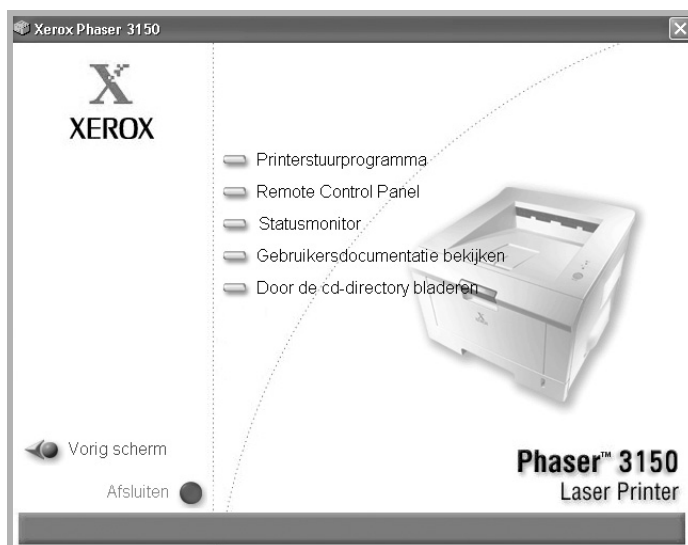 Xerox Phaser 3150
XEROX
Printerstuurprogramma
Remote Control Panel
Statusmonitor
Gebruikersdocumentatie bekijken
Door de cd-directory bladeren
Vorig scherm
Afsluiten
Phaser™ 3150
Laser Printer